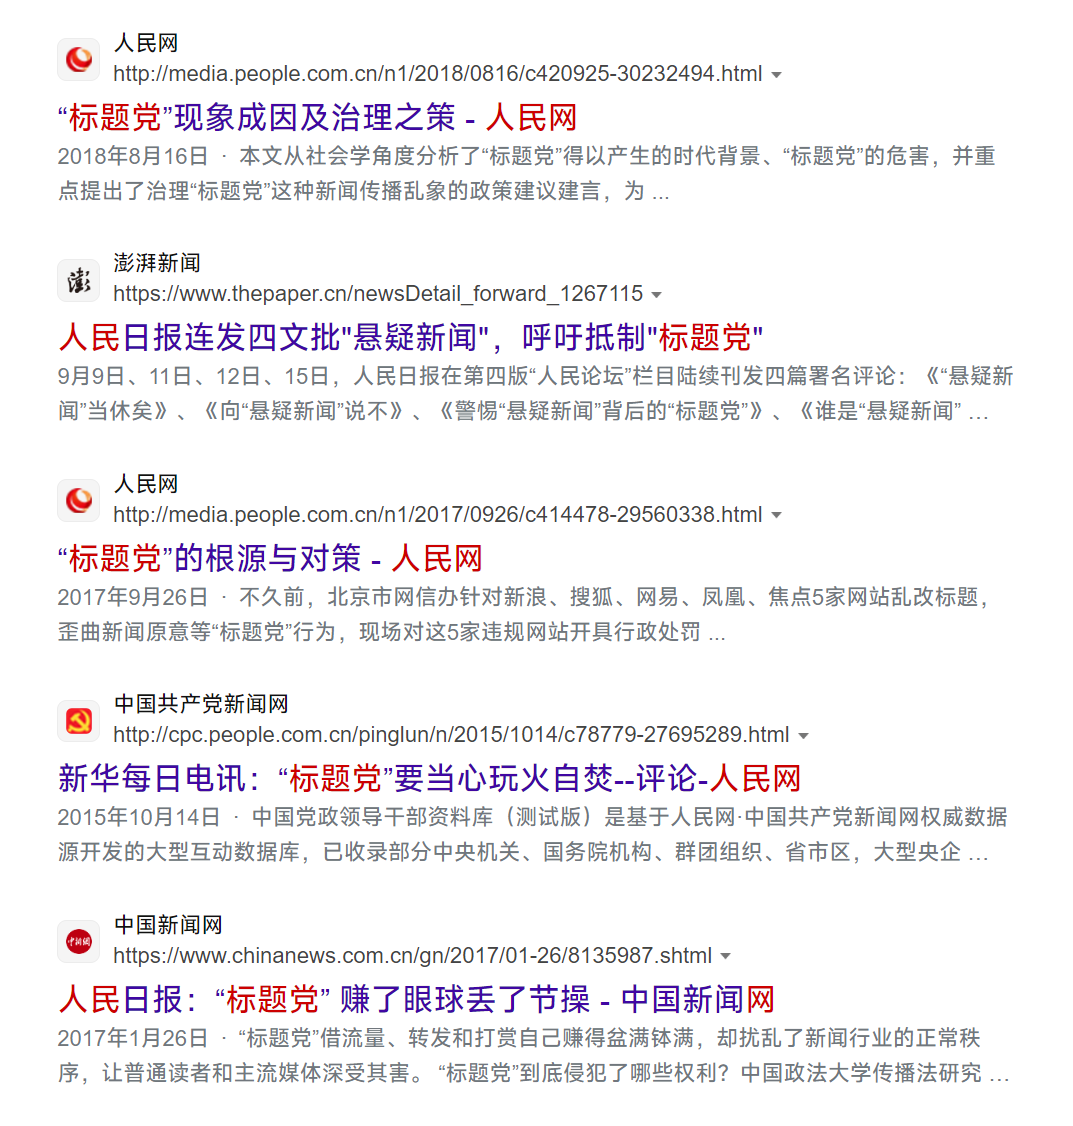 人民网
http://media.people.com.cn/n1/2018/0816/c420925-30232494.html
“标题党”现象成因及治理之策 - 人民网
2018年8月16日 · 本文从社会学角度分析了“标题党”得以产生的时代背景、“标题党”的危害，并重
点提出了治理“标题党”这种新闻传播乱象的政策建议建言，为 ...
澎
澎湃新闻
https://www.thepaper.cn/newsDetail_forward_1267115
人民日报连发四文批"悬疑新闻"，呼吁抵制"标题党"
9月9日、11日、12日、15日，人民日报在第四版“人民论坛”栏目陆续刊发四篇署名评论：《“悬疑新
闻”当休矣》、《向“悬疑新闻”说不》、《警惕“悬疑新闻”背后的“标题党”》、《谁是“悬疑新闻” ...
人民网
http://media.people.com.cn/n1/2017/0926/c414478-29560338.html
“标题党”的根源与对策 - 人民网
2017年9月26日 · 不久前，北京市网信办针对新浪、搜狐、网易、凤凰、焦点5家网站乱改标题，
歪曲新闻原意等“标题党”行为，现场对这5家违规网站开具行政处罚 ...
中国共产党新闻网
http://cpc.people.com.cn/pinglun/n/2015/1014/c78779-27695289.html
新华每日电讯：“标题党”要当心玩火自焚--评论-人民网
2015年10月14日 · 中国党政领导干部资料库（测试版）是基于人民网·中国共产党新闻网权威数据
源开发的大型互动数据库，已收录部分中央机关、国务院机构、群团组织、省市区，大型央企 ...
中新网
中国新闻网
https://www.chinanews.com.cn/gn/2017/01-26/8135987.shtml
人民日报：“标题党” 赚了眼球丢了节操 - 中国新闻网
2017年1月26日 · “标题党”借流量、转发和打赏自己赚得盆满钵满，却扰乱了新闻行业的正常秩
序，让普通读者和主流媒体深受其害。 “标题党”到底侵犯了哪些权利？中国政法大学传播法研究 ...